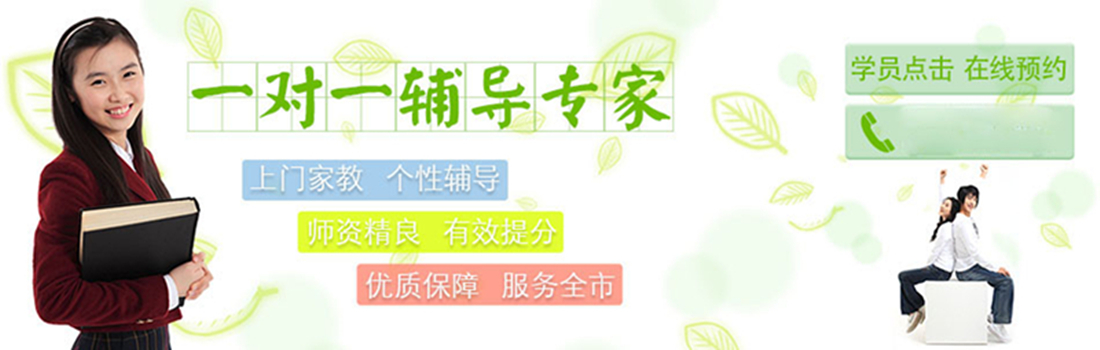 一对一辅导专家
上门家教 个性辅导
师资精良 有效提分
优质保障 服务全市
学员点击 在线预约